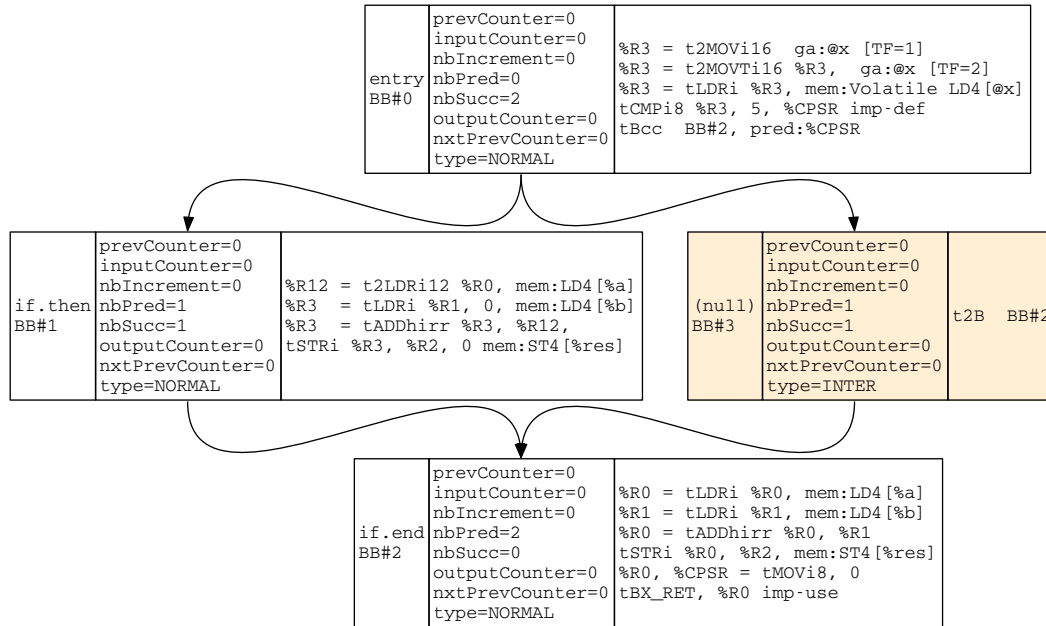 entry
BB#0
prevCounter=0
inputCounter=0
nbIncrement=0
nbPred=0
nbSucc=2
outputCounter=0
nxtPrevCounter=0
type=NORMAL
%R3 = t2MOVi16  ga:@x [TF=1]
%R3 = t2MOVTi16 %R3,  ga:@x [TF=2]
%R3 = tLDRi %R3, mem:Volatile LD4[@x]
tCMPi8 %R3, 5, %CPSR imp-def
tBcc  BB#2, pred:%CPSR
if.then
BB#1
prevCounter=0
inputCounter=0
nbIncrement=0
nbPred=1
nbSucc=1
outputCounter=0
nxtPrevCounter=0
type=NORMAL
%R12 = t2LDRi12 %R0, mem:LD4[%a]
%R3  = tLDRi %R1, 0, mem:LD4[%b]
%R3  = tADDhirr %R3, %R12,
tSTRi %R3, %R2, 0 mem:ST4[%res]
(null)
BB#3
prevCounter=0
inputCounter=0
nbIncrement=0
nbPred=1
nbSucc=1
outputCounter=0
nxtPrevCounter=0
type=INTER
t2B  BB#2
if.end
BB#2
prevCounter=0
inputCounter=0
nbIncrement=0
nbPred=2
nbSucc=0
outputCounter=0
nxtPrevCounter=0
type=NORMAL
%R0 = tLDRi %R0, mem:LD4[%a]
%R1 = tLDRi %R1, mem:LD4[%b]
%R0 = tADDhirr %R0, %R1
tSTRi %R0, %R2, mem:ST4[%res]
%R0, %CPSR = tMOVi8, 0
tBX_RET, %R0 imp-use